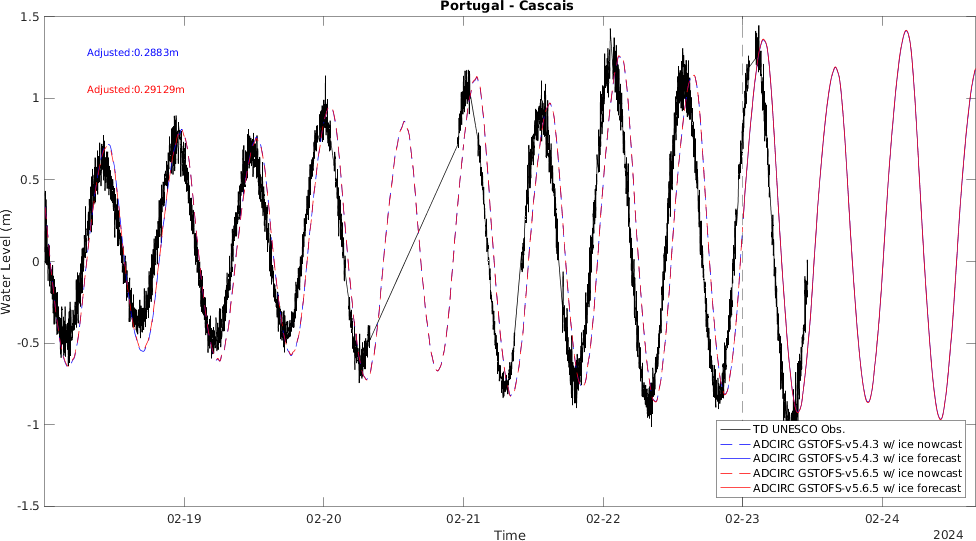 Portugal - Cascais
1.5
Adjusted:0.2883m
Adjusted:0.29129m
1
0.5
0
-0.5
-1
-1.5
Water Level (m)
TD UNESCO Obs.
ADCIRC GSTOFS-v5.4.3 w/ ice nowcast
ADCIRC GSTOFS-v5.4.3 w/ ice forecast
ADCIRC GSTOFS-v5.6.5 w/ ice nowcast
ADCIRC GSTOFS-v5.6.5 w/ ice forecast
02-19 02-20 02-21 02-22 02-23 02-24
Time
2024